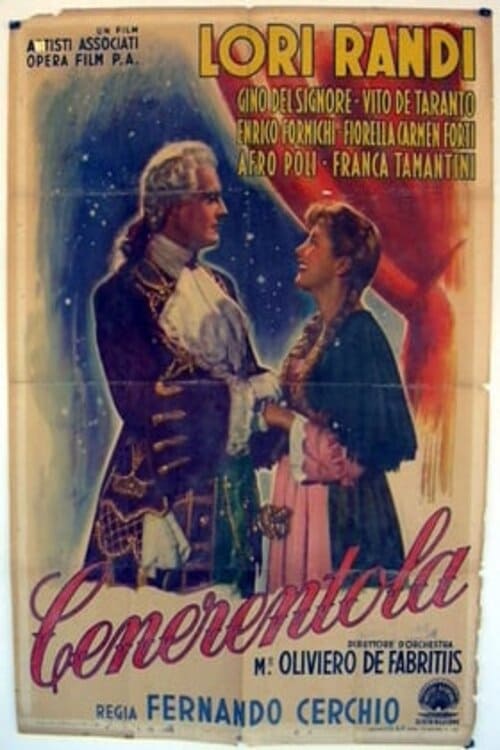 UN FILM
ARTISTI ASSOCIATI
OPERA FILM P.A.
LORI RANDI
GINO DEL SIGNORE - VITO DE TARANTO
ENRICO FORMICHI - FIORELLA CARMEN FORTI
AFRO POLI - FRANCA TAMANTINI
Cenerentola
DIRETTORE D'ORCHESTRA
Mº OLIVIERO DE FABRITIIS
REGIA FERNANDO CERCHIO